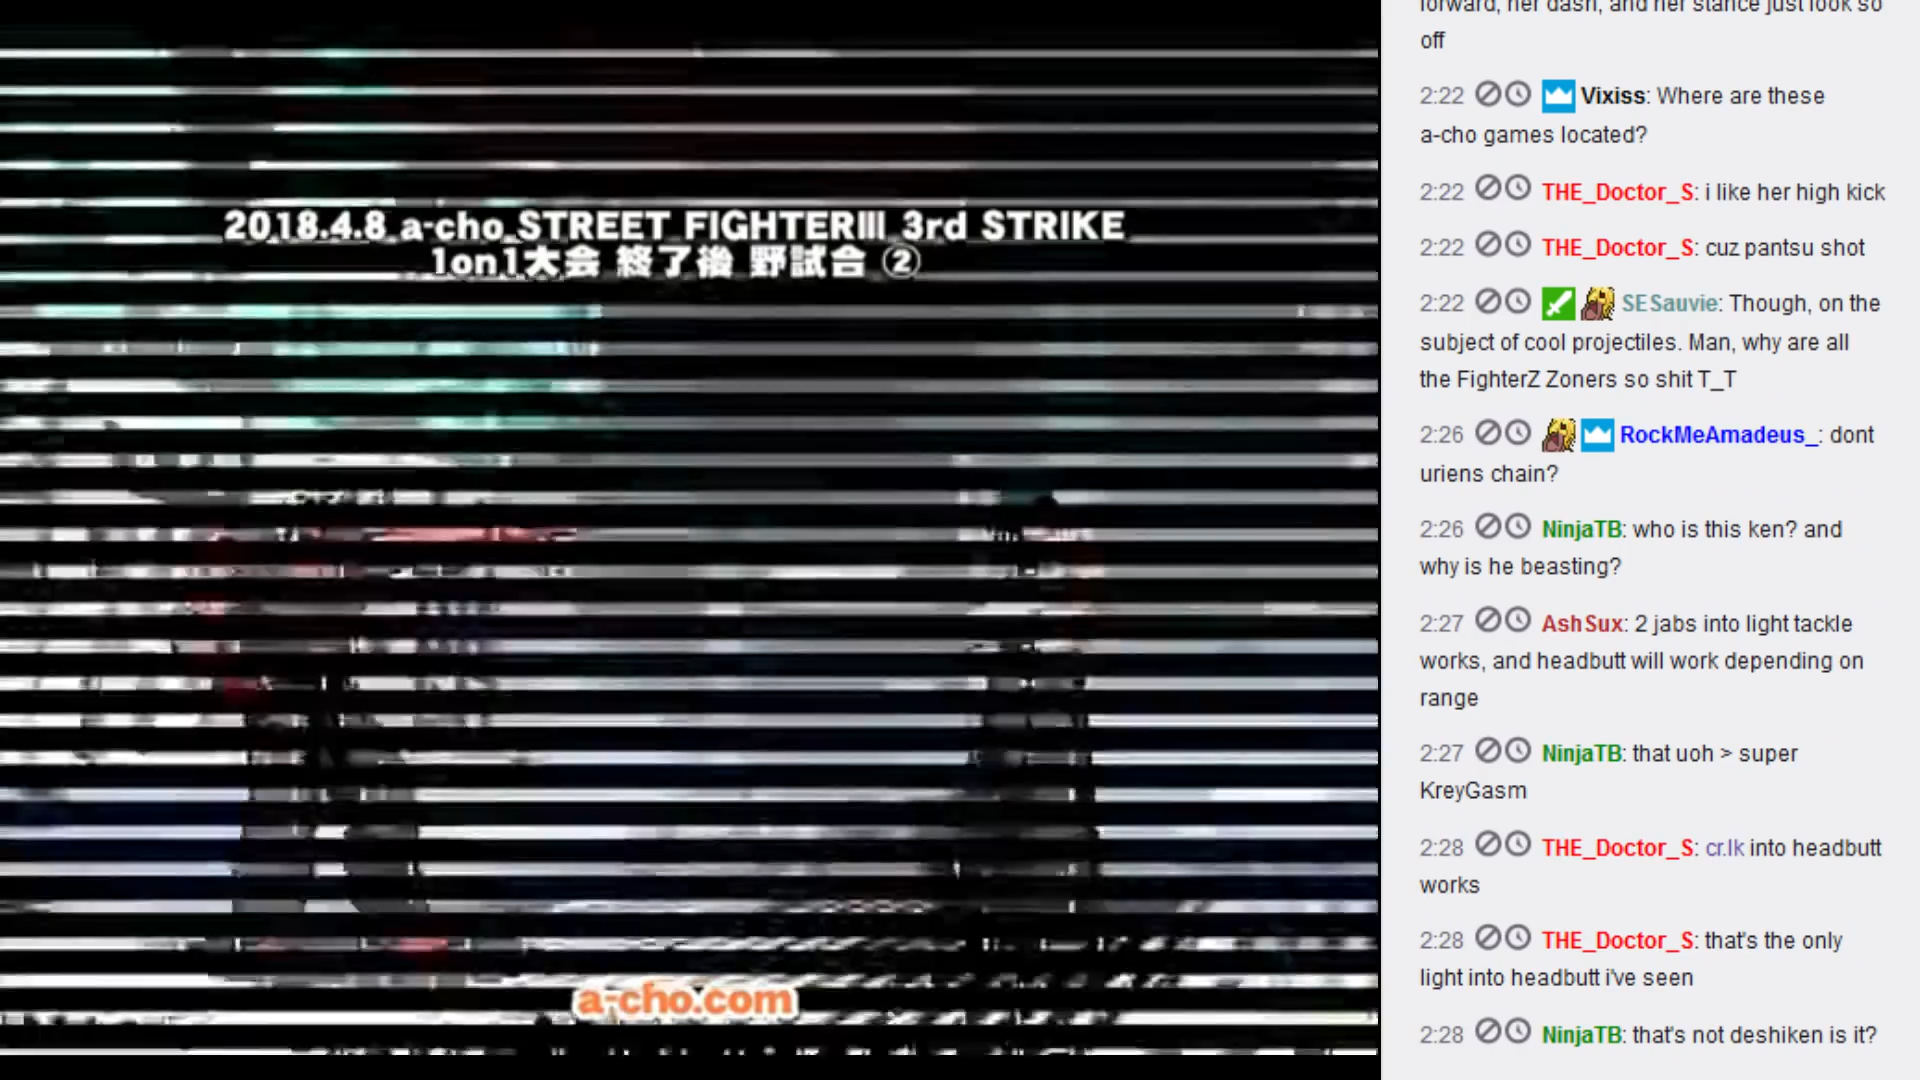 2018.4.8 a-cho STREET FIGHTERIII 3rd STRIKE
1on1大会 終了後 野試合 ②
a-cho.com
forward, her dash, and her stance just look so
off
2:22 Vixiss: Where are these
a-cho games located?
2:22 THE_Doctor_S: i like her high kick
2:22 THE_Doctor_S: cuz pantsu shot
2:22 SESauvie: Though, on the
subject of cool projectiles. Man, why are all
the FighterZ Zoners so shit T_T
2:26 RockMeAmadeus_: dont
uriens chain?
2:26 NinjaTB: who is this ken? and
why is he beasting?
2:27 AshSux: 2 jabs into light tackle
works, and headbutt will work depending on
range
2:27 NinjaTB: that uoh > super
KreyGasm
2:28 THE_Doctor_S: cr.lk into headbutt
works
2:28 THE_Doctor_S: that's the only
light into headbutt i've seen
2:28 NinjaTB: that's not deshiken is it?